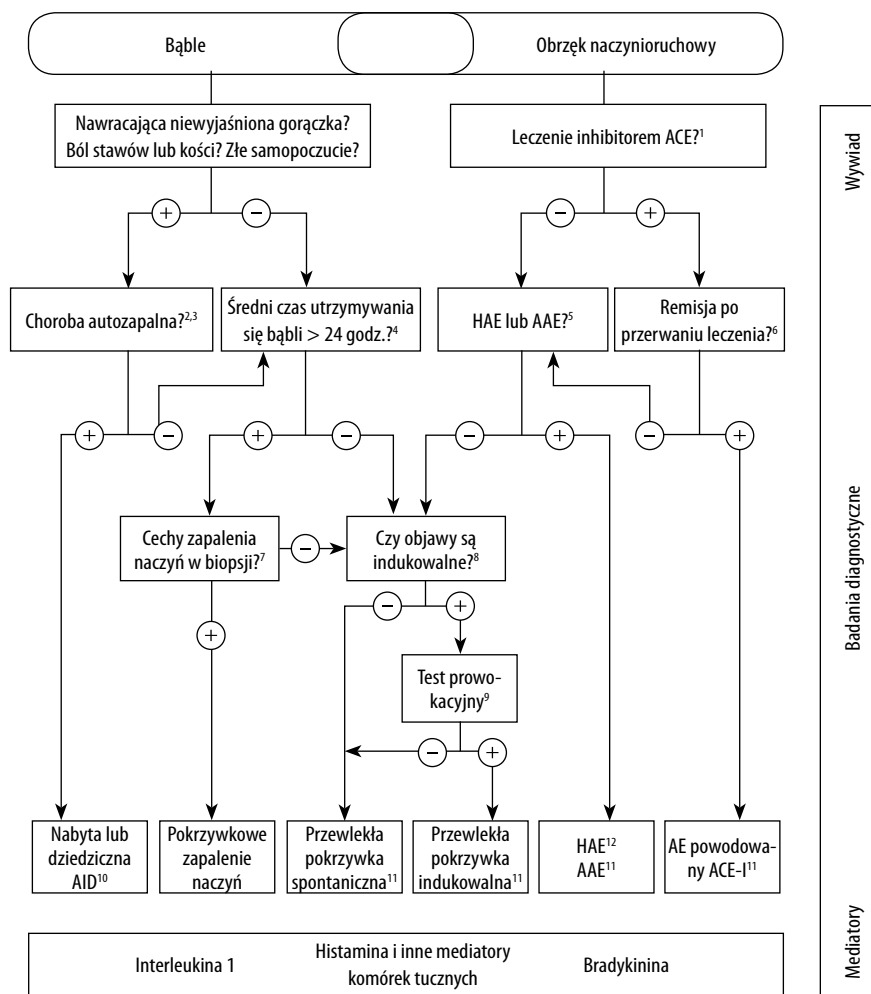 Bąble
Obrzęk naczynioruchowy
Nawracająca niewyjaśniona gorączka?
Ból stawów lub kości? Złe samopoczucie?
Leczenie inhibitorem ACE?¹
Wywiad
+
−
−
+
Choroba autozapalna?²,³
Średni czas utrzymywania
się bąbli > 24 godz.?⁴
HAE lub AAE?⁵
Remisja po
przerwaniu leczenia?⁶
+
−
+
−
−
+
−
+
Cechy zapalenia
naczyń w biopsji?⁷
−
Czy objawy są
indukowalne?⁸
Badania diagnostyczne
−
+
+
Test prowo-
kacyjny⁹
−
+
Nabyta lub
dziedziczna
AID¹⁰
Pokrzywkowe
zapalenie
naczyń
Przewlekła
pokrzywka
spontaniczna¹¹
Przewlekła
pokrzywka
indukowalna¹¹
HAE¹²
AAE¹¹
AE powodowa-
ny ACE-I¹¹
Interleukina 1
Histamina i inne mediatory
komórek tucznych
Bradykinina
Mediatory